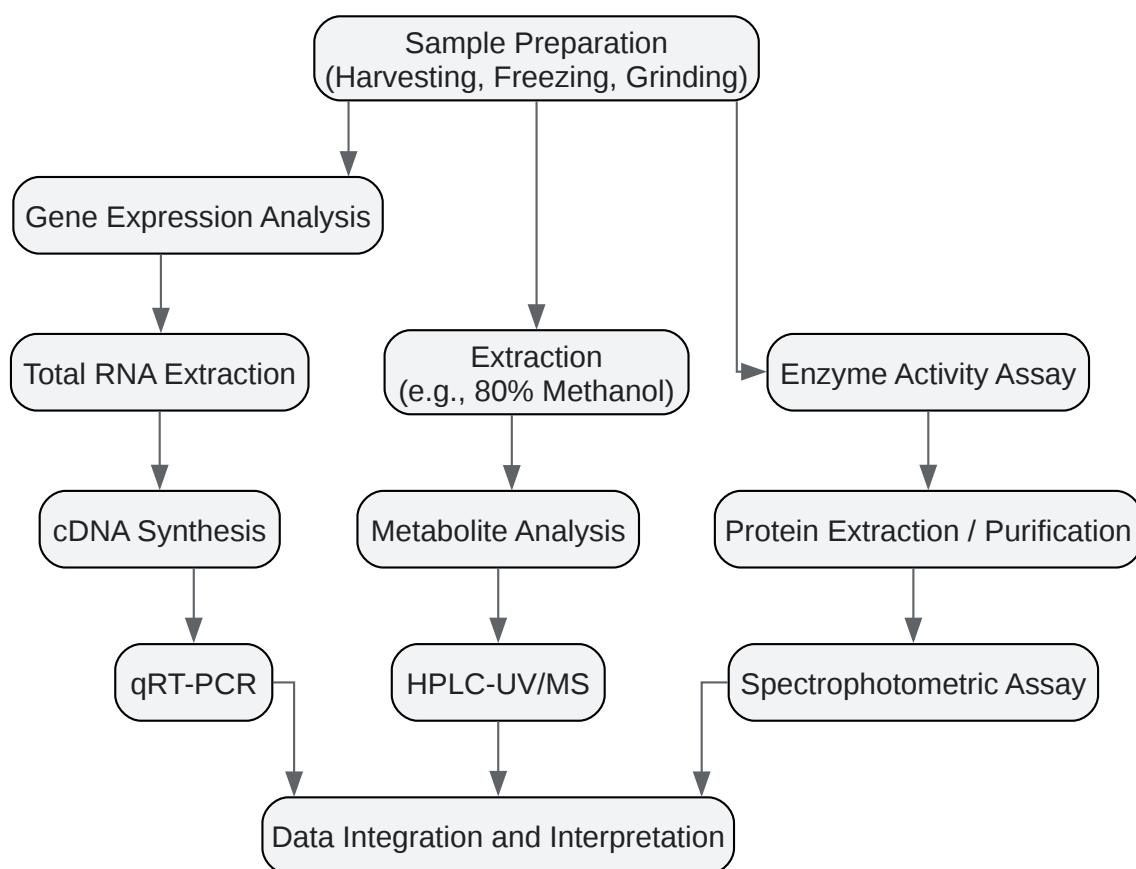 Sample Preparation
(Harvesting, Freezing, Grinding)
Gene Expression Analysis
Total RNA Extraction
Extraction
(e.g., 80% Methanol)
Enzyme Activity Assay
cDNA Synthesis
Metabolite Analysis
Protein Extraction / Purification
qRT-PCR
HPLC-UV/MS
Spectrophotometric Assay
Data Integration and Interpretation